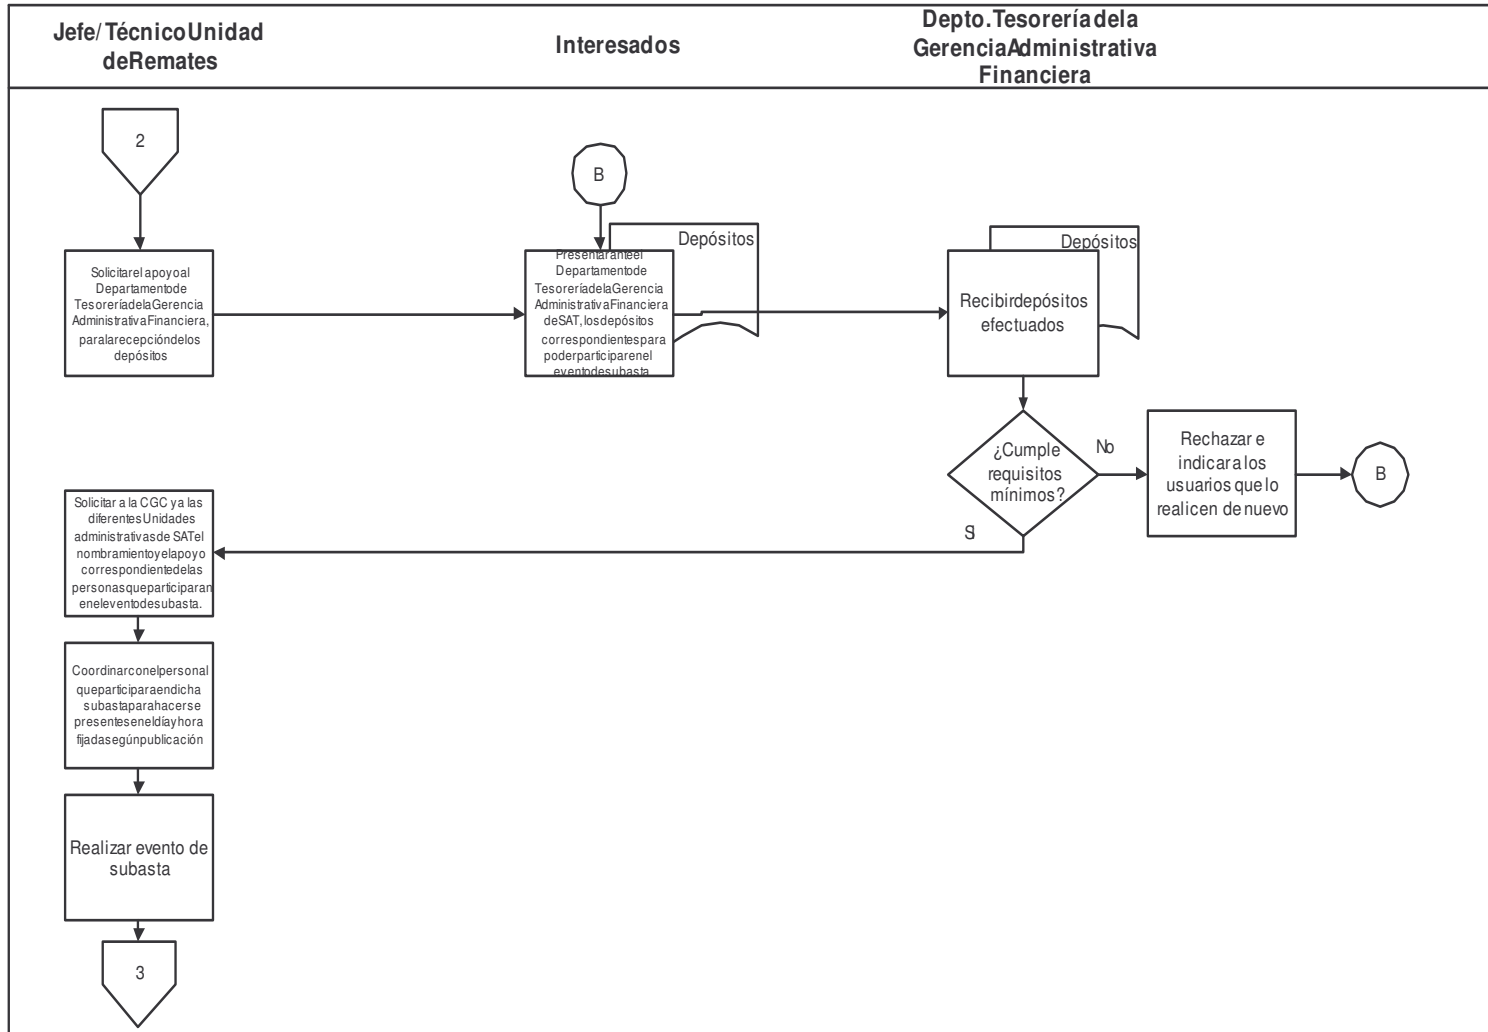 Jefe/ Técnico Unidad
de Remates
Interesados
Depto. Tesorería de la
Gerencia Administrativa
Financiera
2
B
Depósitos
Depósitos
Solicitar el apoyo al
Departamento de
Tesorería de la Gerencia
Administrativa Financiera,
para la recepción de los
depósitos
Presentar ante el
Departamento de
Tesorería de la Gerencia
Administrativa Financiera
de SAT, los depósitos
correspondientes para
poder participar en el
evento de subasta
Recibir depósitos
efectuados
¿Cumple
requisitos
mínimos?
No
Rechazar e
indicar a los
usuarios que lo
realicen de nuevo
B
Si
Solicitar a la CGC y a las
diferentes Unidades
administrativas de SAT el
nombramiento y el apoyo
correspondiente de las
personas que participaran
en el evento de subasta.
Coordinar con el personal
que participara en dicha
subasta para hacerse
presentes en el día y hora
fijada según publicación
Realizar evento de
subasta
3